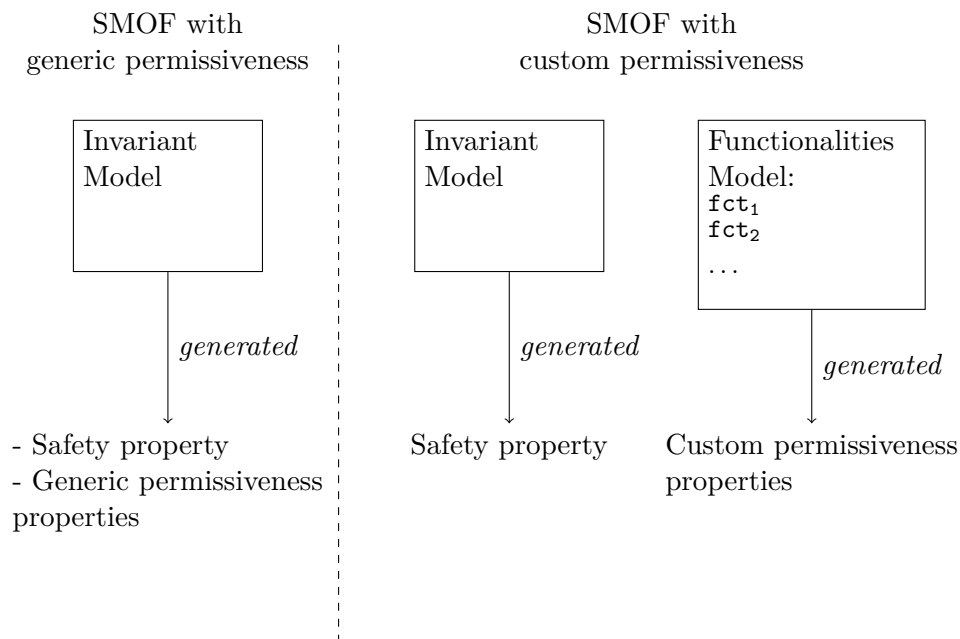 SMOF with
generic permissiveness
Invariant
Model
generated
- Safety property
- Generic permissiveness
properties
SMOF with
custom permissiveness
Invariant
Model
generated
Safety property
Functionalities
Model:
fct₁
fct₂
...
generated
Custom permissiveness
properties